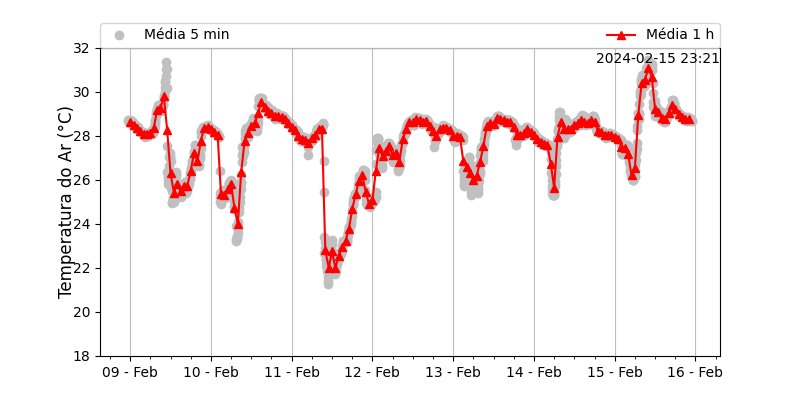 Média 5 min
Média 1 h
2024-02-15 23:21
Temperatura do Ar (°C)
32
30
28
26
24
22
20
18
09 - Feb
10 - Feb
11 - Feb
12 - Feb
13 - Feb
14 - Feb
15 - Feb
16 - Feb